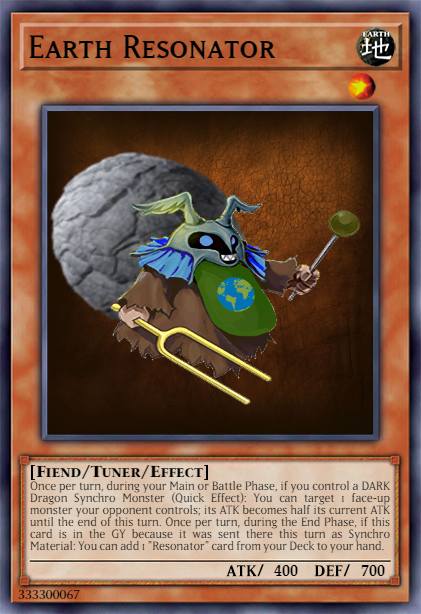 Earth Resonator
EARTH
地
[Fiend/Tuner/Effect]
Once per turn, during your Main or Battle Phase, if you control a DARK
Dragon Synchro Monster (Quick Effect): You can target 1 face-up
monster your opponent controls; its ATK becomes half its current ATK
until the end of this turn. Once per turn, during the End Phase, if this
card is in the GY because it was sent there this turn as Synchro
Material: You can add 1 "Resonator" card from your Deck to your hand.
ATK/ 400 DEF/ 700
333300067